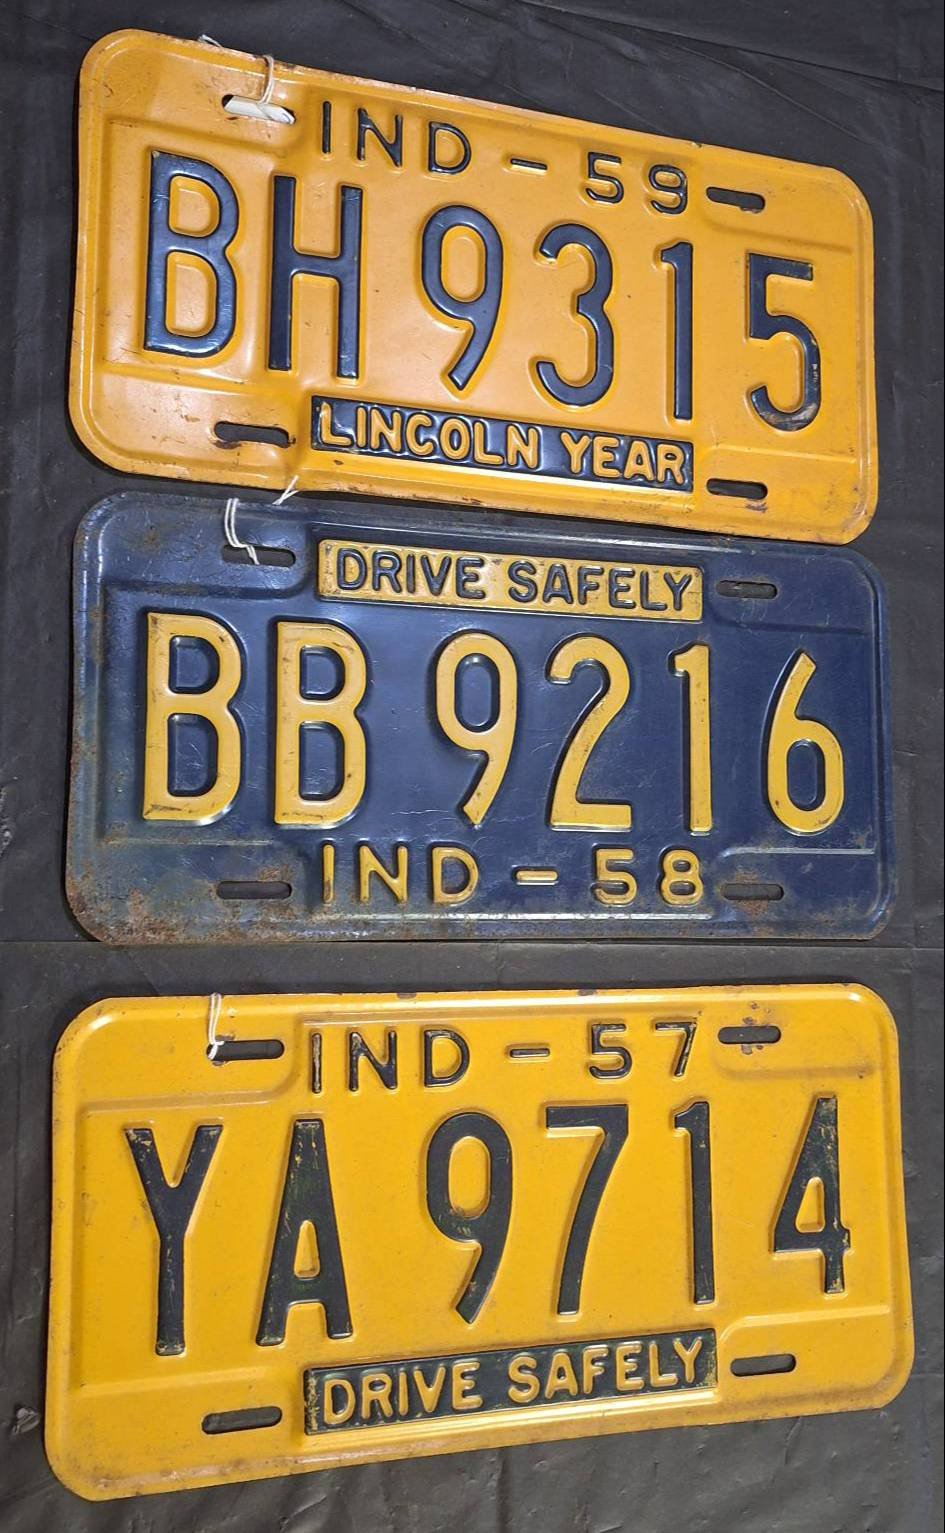 IND - 59
BH 9315
LINCOLN YEAR
DRIVE SAFELY
BB 9216
IND - 58
IND - 57
YA 9714
DRIVE SAFELY